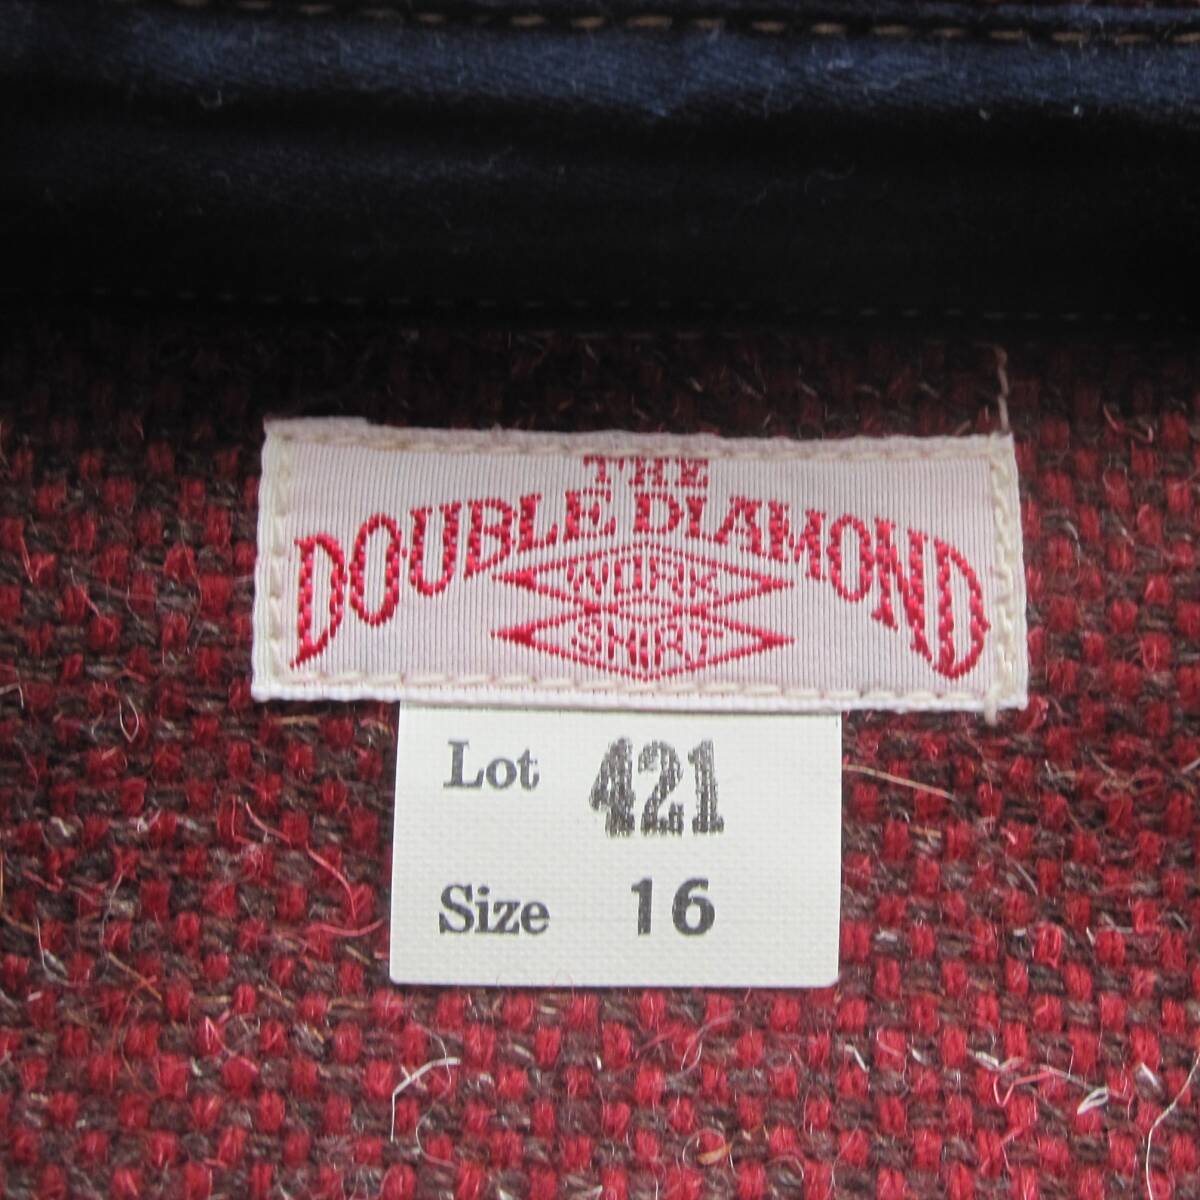 THE
DOUBLE DIAMOND
WORK
SHIRT
Lot 421
Size 16